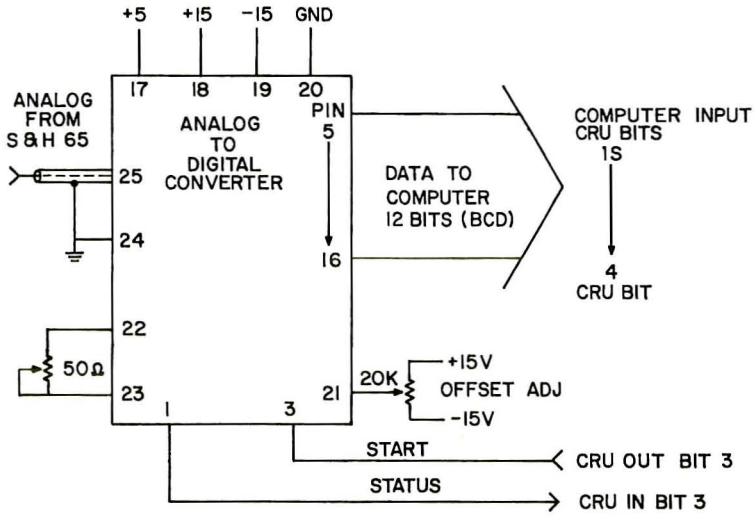 +5 +15 -15 GND
17 18 19 20
ANALOG
FROM
S & H 65
ANALOG
TO
DIGITAL
CONVERTER
PIN
5
16
25
24
22
23
50Ω
1 3
21
DATA TO
COMPUTER
12 BITS (BCD)
COMPUTER INPUT
CRU BITS
1S
4
CRU BIT
20K
+15V
OFFSET ADJ
-15V
START
CRU OUT BIT 3
STATUS
CRU IN BIT 3